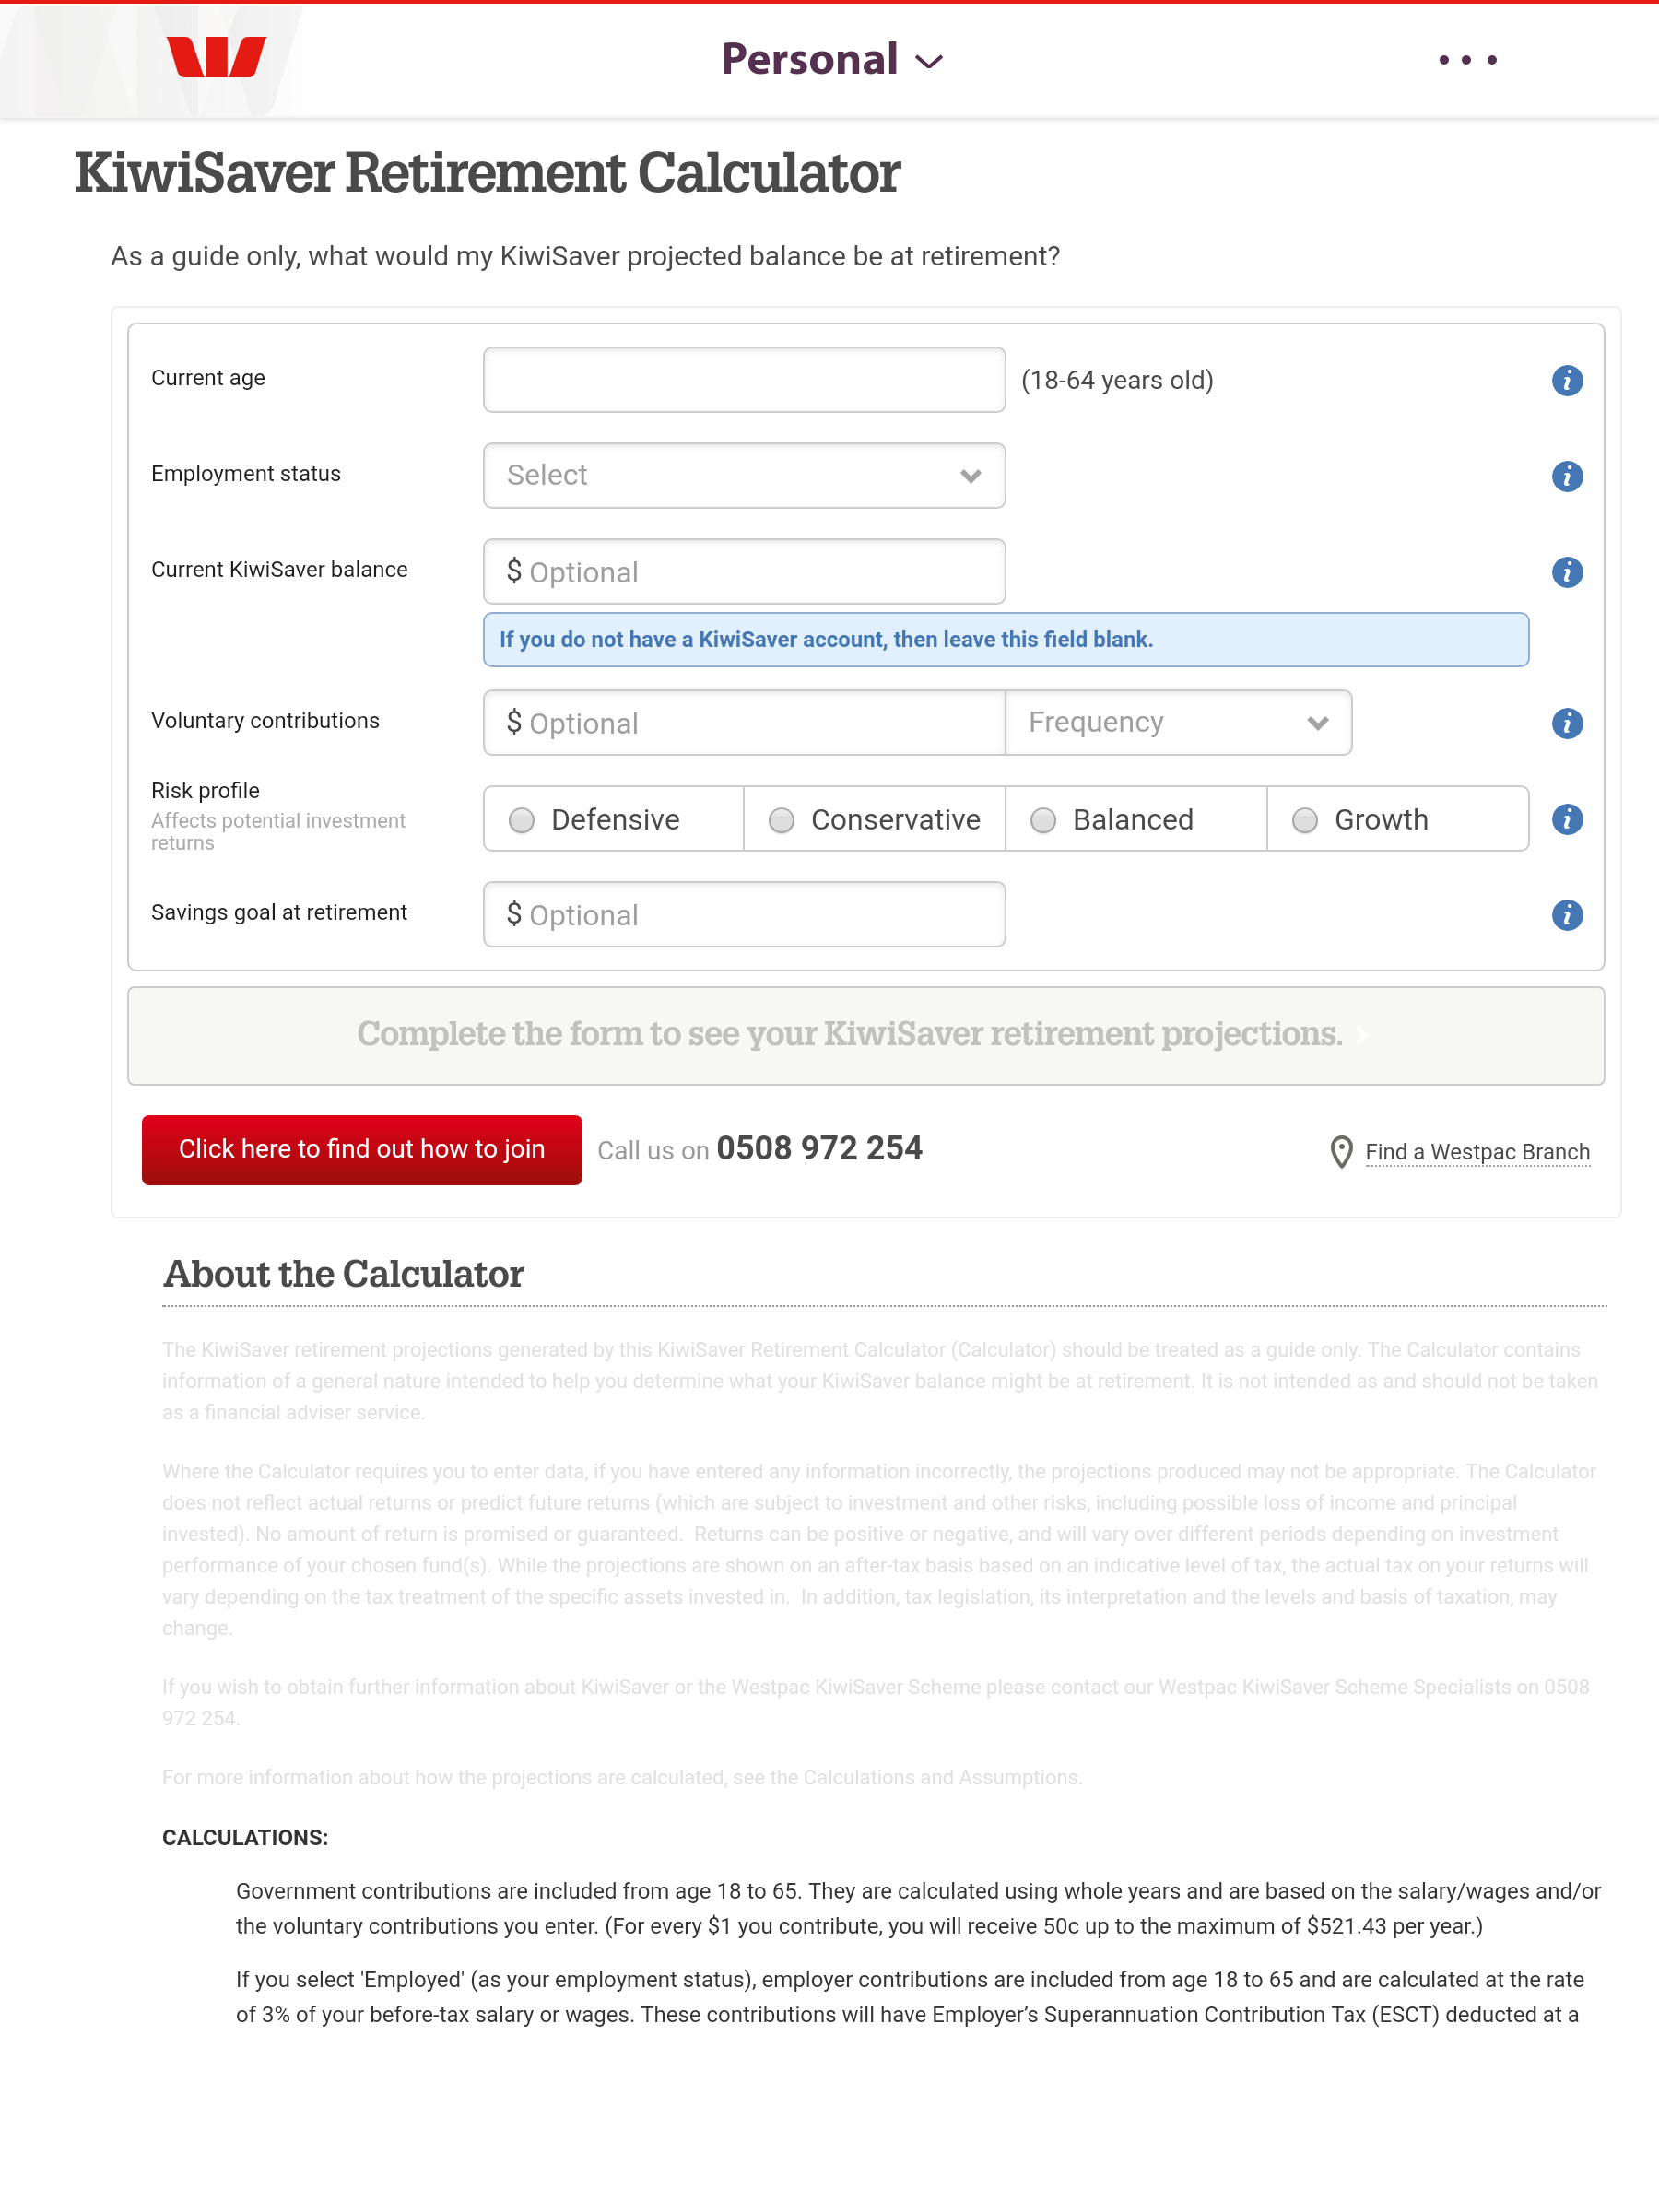 Personal
KiwiSaver Retirement Calculator
As a guide only, what would my KiwiSaver projected balance be at retirement?
Current age (18-64 years old)
Employment status Select
Current KiwiSaver balance $ Optional
If you do not have a KiwiSaver account, then leave this field blank.
Voluntary contributions $ Optional Frequency
Risk profile
Affects potential investment
returns
Defensive Conservative Balanced Growth
Savings goal at retirement $ Optional
Complete the form to see your KiwiSaver retirement projections.
Click here to find out how to join Call us on 0508 972 254 Find a Westpac Branch
About the Calculator
The KiwiSaver retirement projections generated by this KiwiSaver Retirement Calculator (Calculator) should be treated as a guide only. The Calculator contains
information of a general nature intended to help you determine what your KiwiSaver balance might be at retirement. It is not intended as and should not be taken
as a financial adviser service.
Where the Calculator requires you to enter data, if you have entered any information incorrectly, the projections produced may not be appropriate. The Calculator
does not reflect actual returns or predict future returns (which are subject to investment and other risks, including possible loss of income and principal
invested). No amount of return is promised or guaranteed. Returns can be positive or negative, and will vary over different periods depending on investment
performance of your chosen fund(s). While the projections are shown on an after-tax basis based on an indicative level of tax, the actual tax on your returns will
vary depending on the tax treatment of the specific assets invested in. In addition, tax legislation, its interpretation and the levels and basis of taxation, may
change.
If you wish to obtain further information about KiwiSaver or the Westpac KiwiSaver Scheme please contact our Westpac KiwiSaver Scheme Specialists on 0508
972 254.
For more information about how the projections are calculated, see the Calculations and Assumptions.
CALCULATIONS:
Government contributions are included from age 18 to 65. They are calculated using whole years and are based on the salary/wages and/or
the voluntary contributions you enter. (For every $1 you contribute, you will receive 50c up to the maximum of $521.43 per year.)
If you select 'Employed' (as your employment status), employer contributions are included from age 18 to 65 and are calculated at the rate
of 3% of your before-tax salary or wages. These contributions will have Employer’s Superannuation Contribution Tax (ESCT) deducted at a